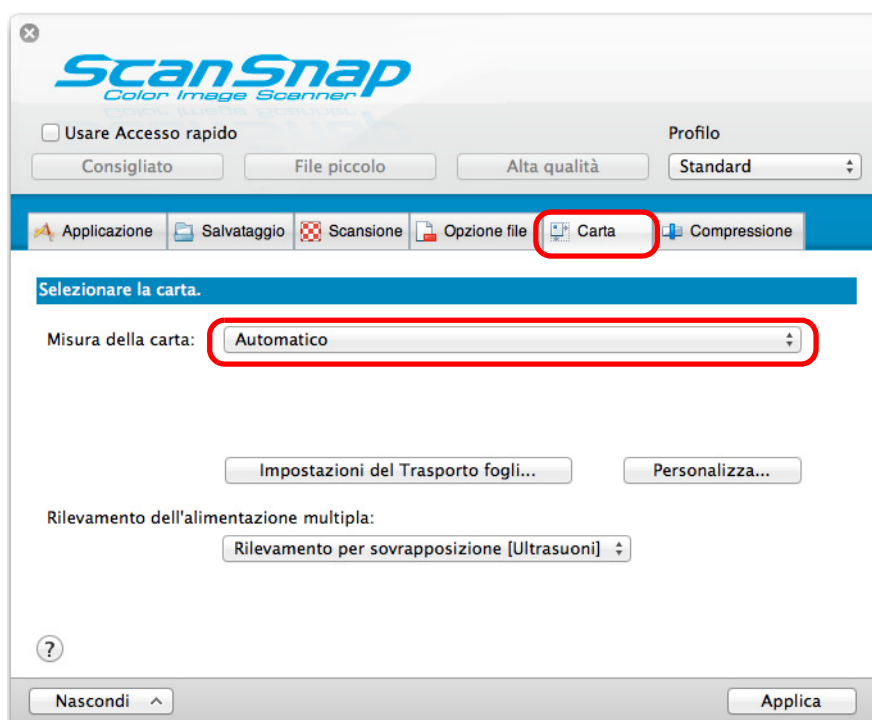 ScanSnap
Color Image Scanner
Usare Accesso rapido
Profilo
Consigliato File piccolo Alta qualità Standard
Applicazione Salvataggio Scansione Opzione file Carta Compressione
Selezionare la carta.
Misura della carta: Automatico
Impostazioni del Trasporto fogli... Personalizza...
Rilevamento dell'alimentazione multipla:
Rilevamento per sovrapposizione [Ultrasuoni]
?
Nascondi Applica